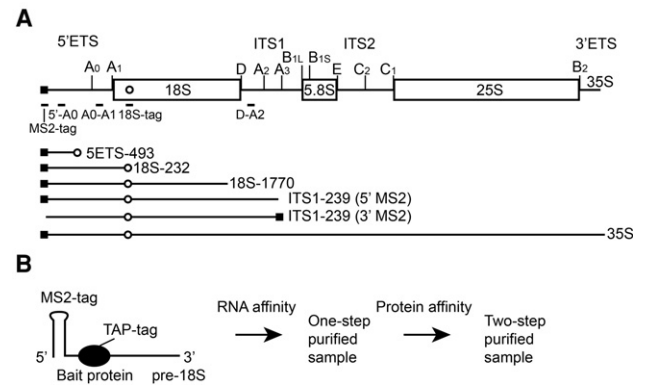 A
5'ETS ITS1 ITS2 3'ETS
A0 A1 D A2 A3 B1L B1S E C2 C1 B2
18S 5.8S 25S 35S
5'-A0 A0-A1 18S-tag D-A2
MS2-tag
5ETS-493
18S-232
18S-1770
ITS1-239 (5' MS2)
ITS1-239 (3' MS2)
35S
B
MS2-tag
TAP-tag
5' 3'
Bait protein pre-18S
RNA affinity
One-step
purified
sample
Protein affinity
Two-step
purified
sample